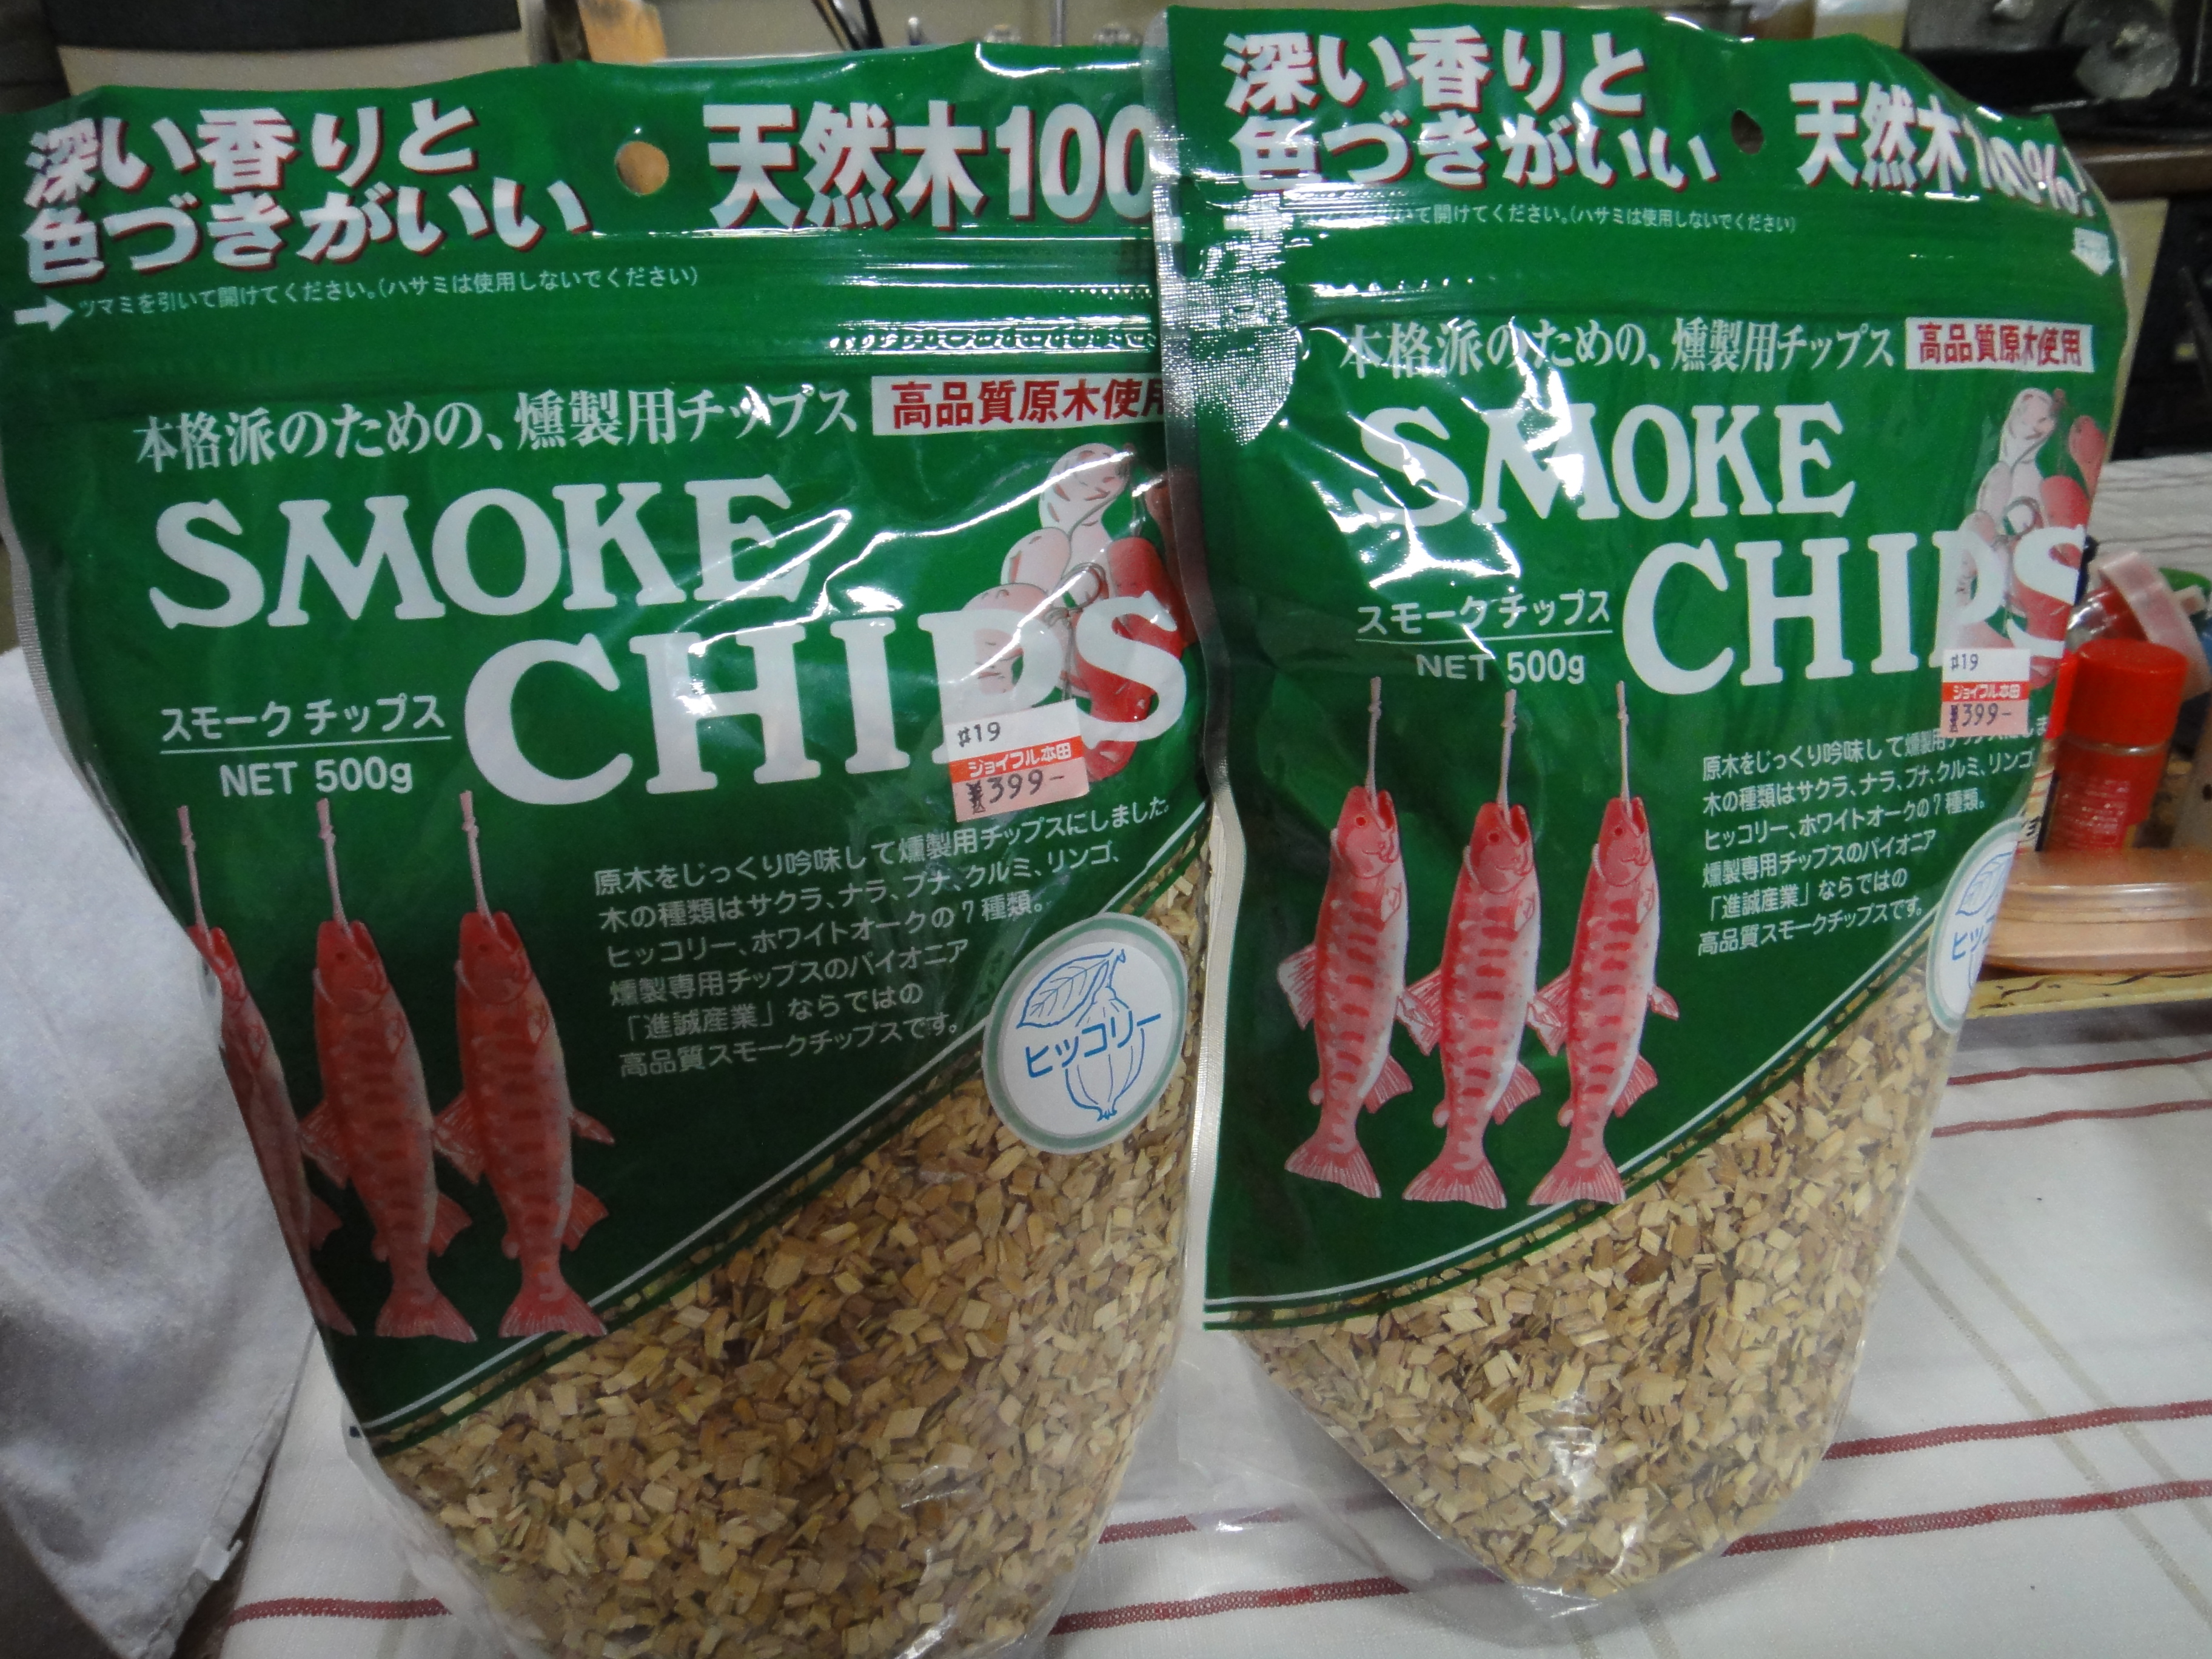 深い香りと
色づきがいい
天然木100
ツマミを引いて開けてください。(ハサミは使用しないでください)
本格派のための、燻製用チップス
高品質原木使用
SMOKE
CHIPS
スモークチップス
NET 500g
#19
ジョイフル本田
¥399-
原木をじっくり吟味して燻製用チップスにしました。
木の種類はサクラ、ナラ、ブナ、クルミ、リンゴ、
ヒッコリー、ホワイトオークの7種類。
燻製専用チップスのパイオニア
「進誠産業」ならではの
高品質スモークチップスです。
ヒッコリー
深い香りと
色づきがいい
天然木100%!
いて開けてください。(ハサミは使用しないでください)
本格派のための、燻製用チップス
高品質原木使用
SMOKE
CHIPS
スモークチップス
NET 500g
#19
ジョイフル本田
¥399-
原木をじっくり吟味して燻製用チップスにしま
木の種類はサクラ、ナラ、ブナ、クルミ、リンゴ、
ヒッコリー、ホワイトオークの7種類。
燻製専用チップスのパイオニア
「進誠産業」ならではの
高品質スモークチップスです。
ヒッ